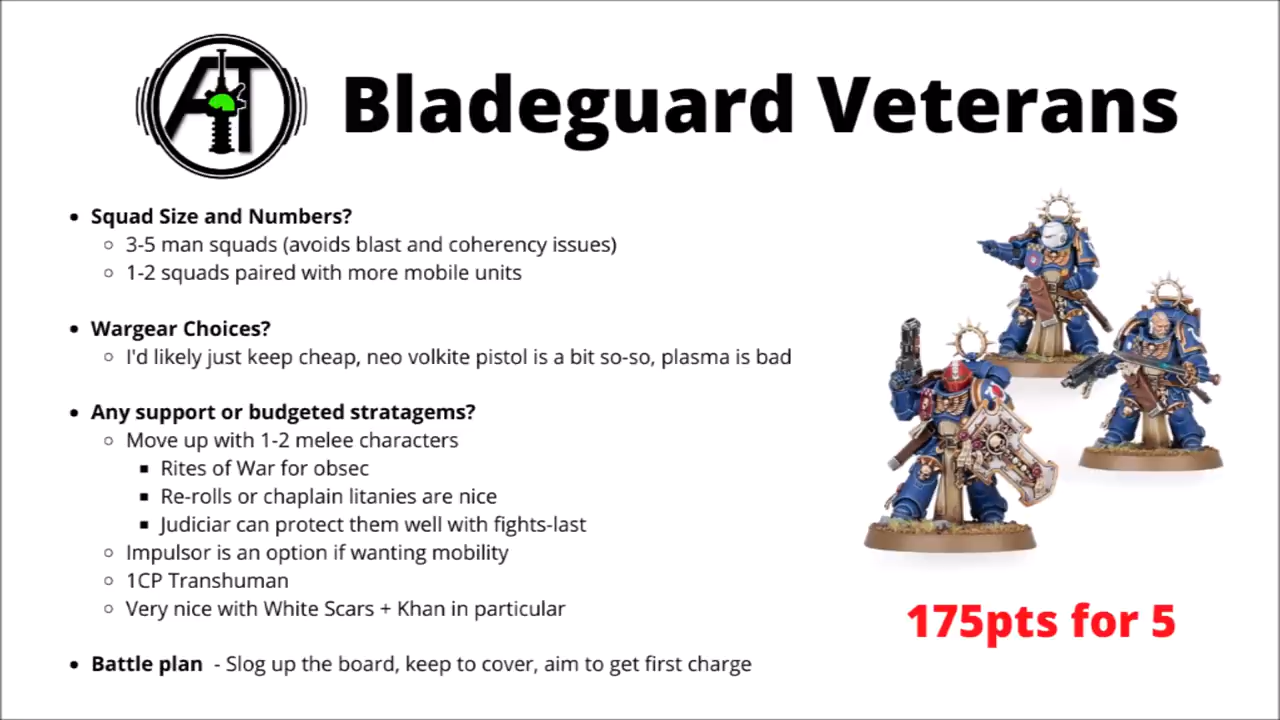 AT
Bladeguard Veterans
• Squad Size and Numbers?
○ 3-5 man squads (avoids blast and coherency issues)
○ 1-2 squads paired with more mobile units
• Wargear Choices?
○ I'd likely just keep cheap, neo volkite pistol is a bit so-so, plasma is bad
• Any support or budgeted stratagems?
○ Move up with 1-2 melee characters
▪ Rites of War for obsec
▪ Re-rolls or chaplain litanies are nice
▪ Judiciar can protect them well with fights-last
○ Impulsor is an option if wanting mobility
○ 1CP Transhuman
○ Very nice with White Scars + Khan in particular
• Battle plan - Slog up the board, keep to cover, aim to get first charge
175pts for 5